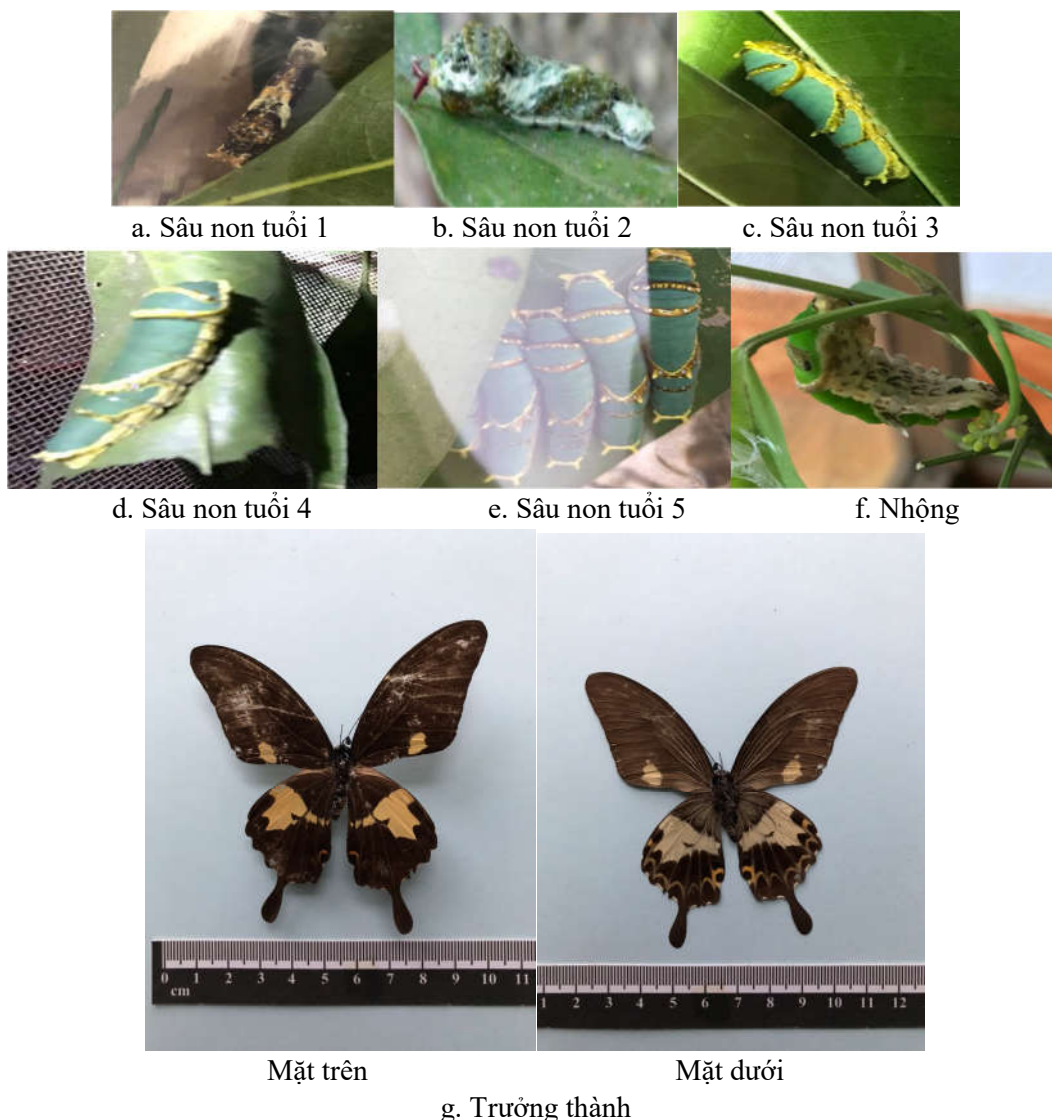 a. Sâu non tuổi 1
b. Sâu non tuổi 2
c. Sâu non tuổi 3
d. Sâu non tuổi 4
e. Sâu non tuổi 5
f. Nhộng
0 1 2 3 4 5 6 7 8 9 10 11
cm
1 2 3 4 5 6 7 8 9 10 11 12
Mặt trên
Mặt dưới
g. Trưởng thành